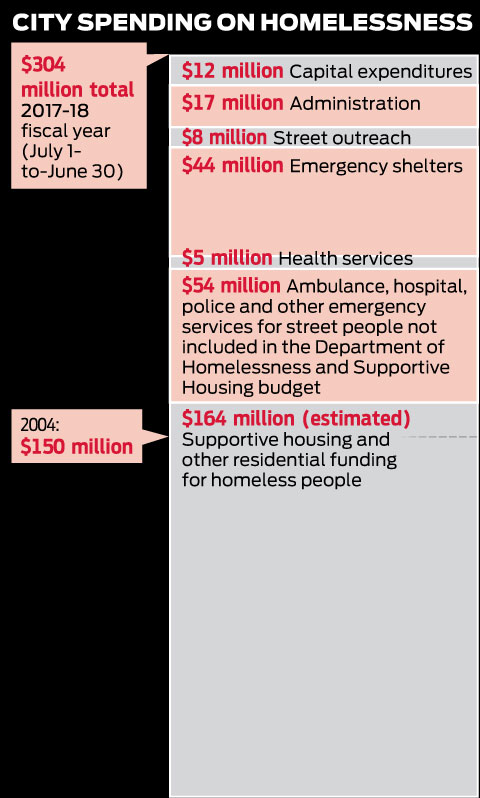 CITY SPENDING ON HOMELESSNESS
$304
million total
2017-18
fiscal year
(July 1-
to-June 30)
$12 million Capital expenditures
$17 million Administration
$8 million Street outreach
$44 million Emergency shelters
$5 million Health services
$54 million Ambulance, hospital,
police and other emergency
services for street people not
included in the Department of
Homelessness and Supportive
Housing budget
2004:
$150 million
$164 million (estimated)
Supportive housing and
other residential funding
for homeless people